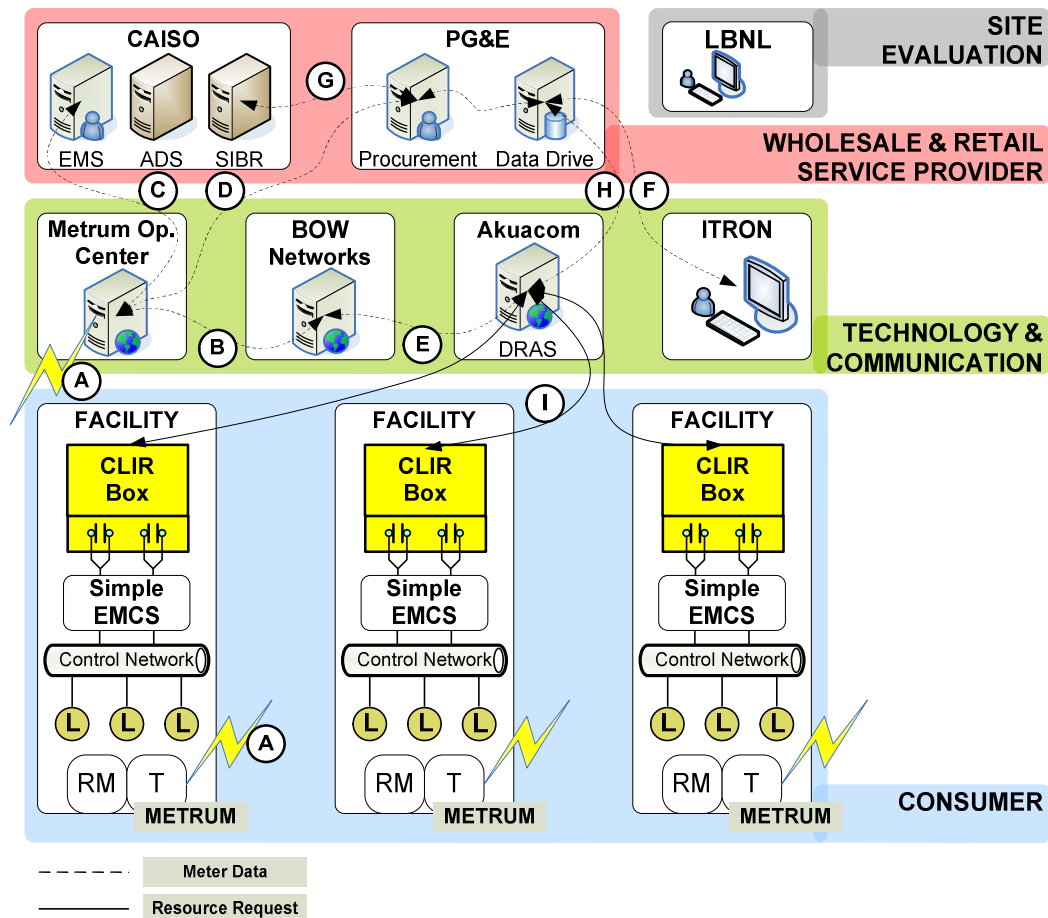 CAISO
EMS
ADS
SIBR
PG&E
Procurement
Data Drive
LBNL
SITE
EVALUATION
WHOLESALE & RETAIL
SERVICE PROVIDER
G
C
D
H
F
Metrum Op.
Center
BOW
Networks
Akuacom
DRAS
ITRON
TECHNOLOGY &
COMMUNICATION
B
E
A
I
FACILITY
CLIR
Box
Simple
EMCS
Control Network
L
L
L
RM
T
METRUM
A
FACILITY
CLIR
Box
Simple
EMCS
Control Network
L
L
L
RM
T
METRUM
FACILITY
CLIR
Box
Simple
EMCS
Control Network
L
L
L
RM
T
METRUM
CONSUMER
Meter Data
Resource Request